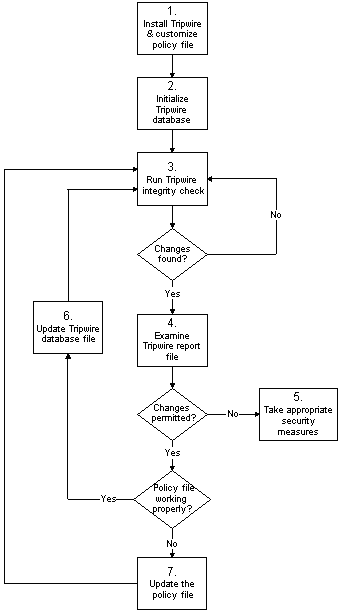 1.
Install Tripwire
& customize
policy file
2.
Initialize
Tripwire
database
3.
Run Tripwire
integrity check
No
Changes
found?
Yes
6.
Update Tripwire
database file
4.
Examine
Tripwire report
file
5.
Take appropriate
security
measures
Changes
permitted?
No
Yes
Policy file
working
properly?
Yes
No
7.
Update the
policy file